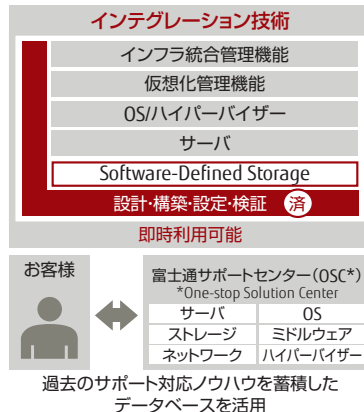 インテグレーション技術
インフラ統合管理機能
仮想化管理機能
OS/ハイパーバイザー
サーバ
Software-Defined Storage
設計・構築・設定・検証 済
即時利用可能
お客様
富士通サポートセンター(OSC*)
*One-stop Solution Center
サーバ OS
ストレージ ミドルウェア
ネットワーク ハイパーバイザー
過去のサポート対応ノウハウを蓄積した
データベースを活用